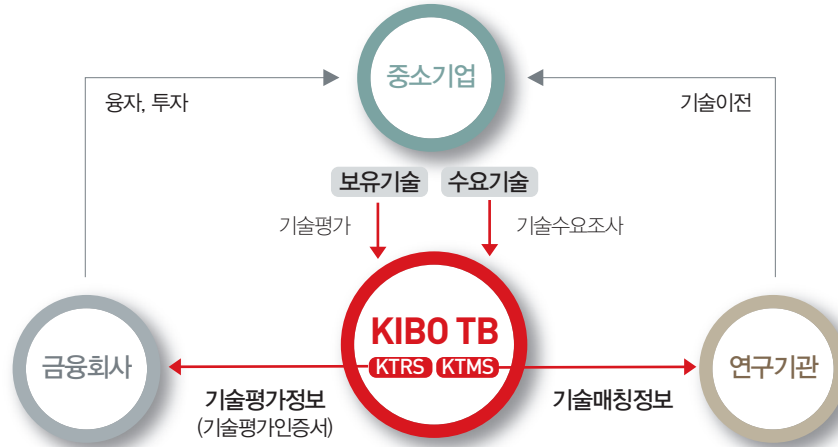 중소기업
융자, 투자
기술이전
보유기술
수요기술
기술평가
기술수요조사
KIBO TB
KTRS KTMS
금융회사
연구기관
기술평가정보
(기술평가인증서)
기술매칭정보